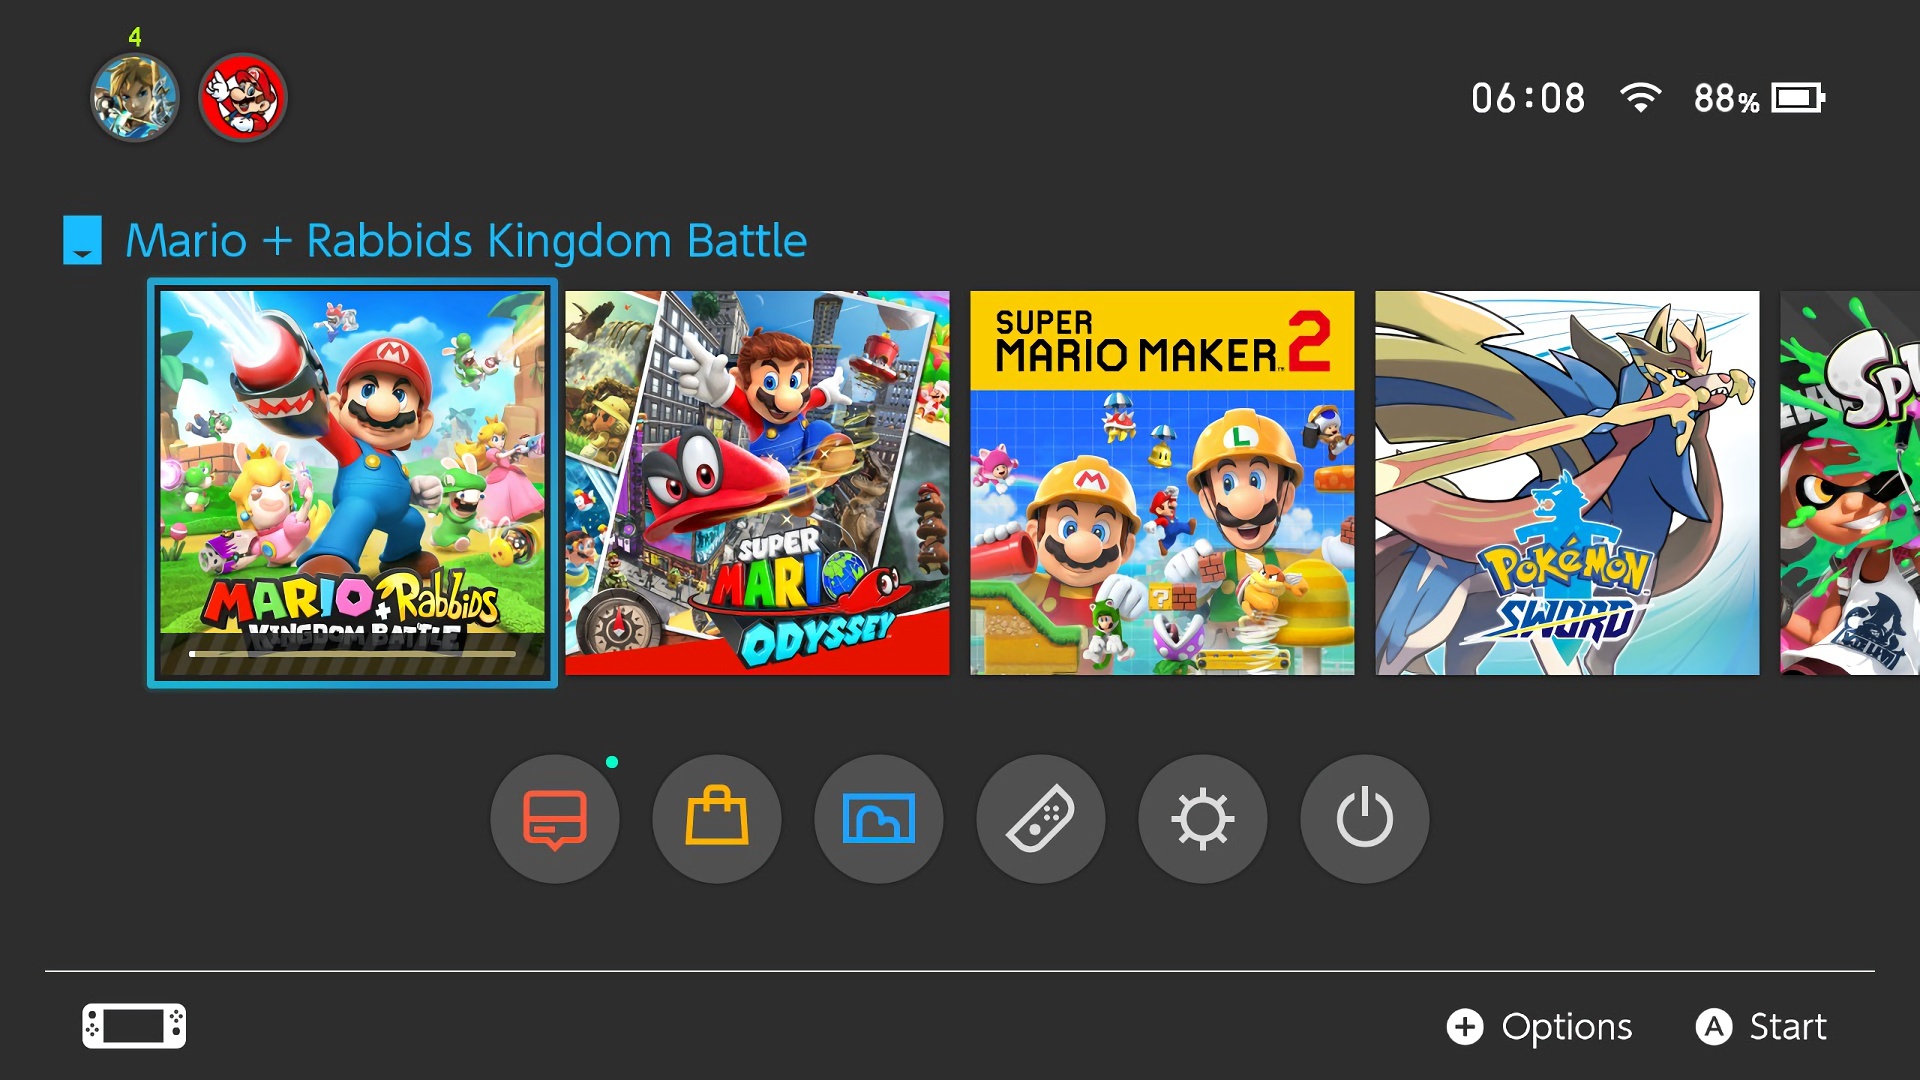 4
06:08
88%
Mario + Rabbids Kingdom Battle
MARIO + Rabbids
KINGDOM BATTLE
SUPER
MARIO
ODYSSEY
SUPER
MARIO MAKER 2
POKéMON
SWORD
Options
Start